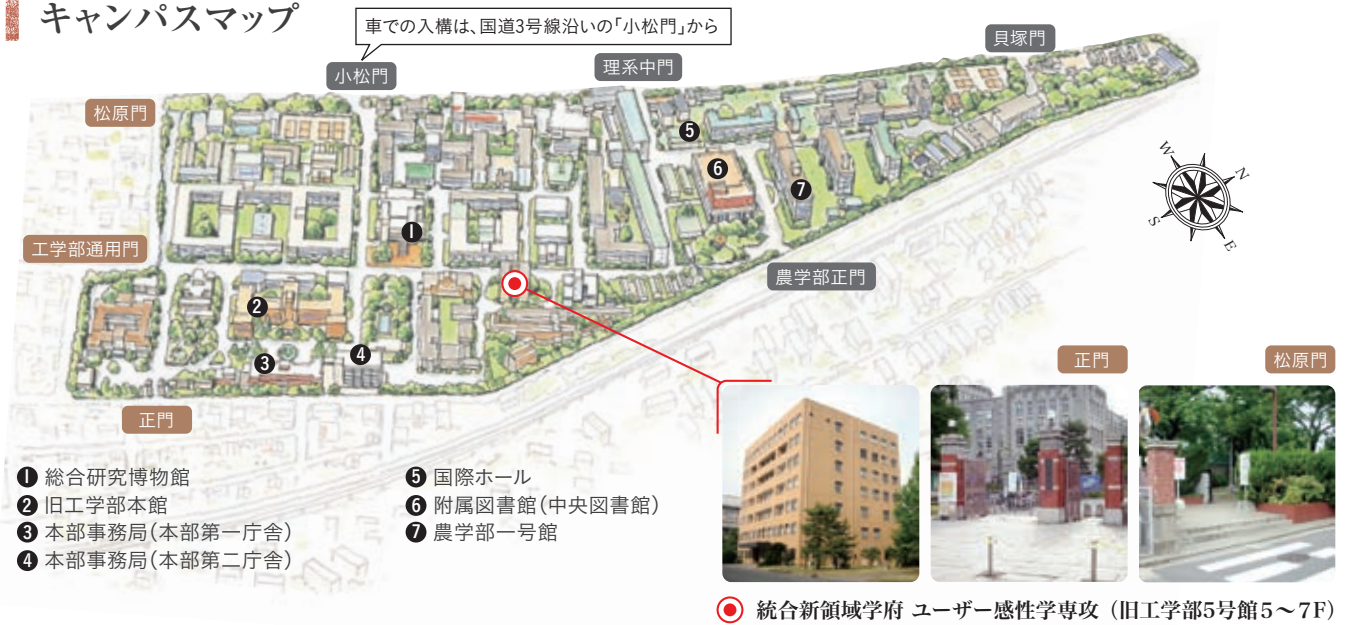 キャンパスマップ
車での入構は、国道3号線沿いの「小松門」から
小松門
理系中門
貝塚門
松原門
工学部通用門
農学部正門
正門
❶
❷
❸
❹
❺
❻
❼
W
N
S
E
❶ 総合研究博物館
❷ 旧工学部本館
❸ 本部事務局(本部第一庁舎)
❹ 本部事務局(本部第二庁舎)
❺ 国際ホール
❻ 附属図書館(中央図書館)
❼ 農学部一号館
正門
松原門
統合新領域学府 ユーザー感性学専攻（旧工学部5号館5～7F）